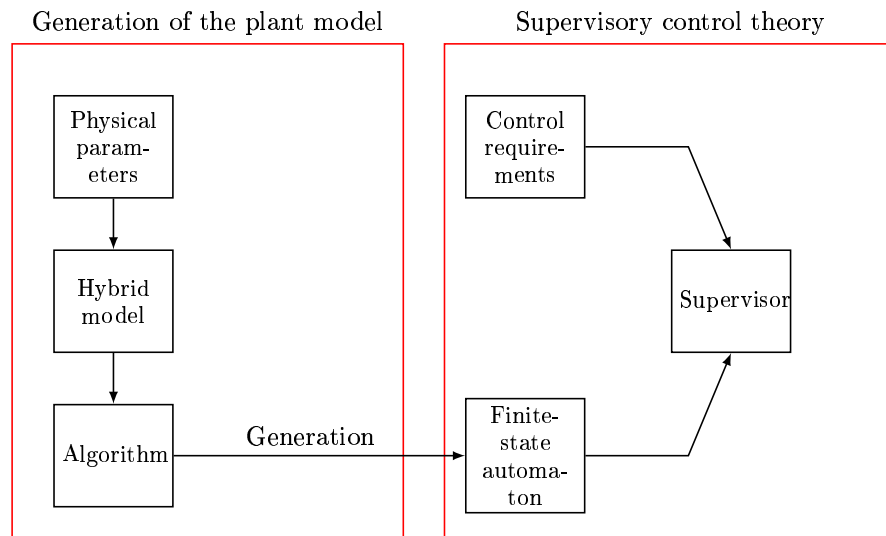 Generation of the plant model
Supervisory control theory
Physical
param-
eters
Control
require-
ments
Hybrid
model
Supervisor
Algorithm
Generation
Finite-
state
automa-
ton